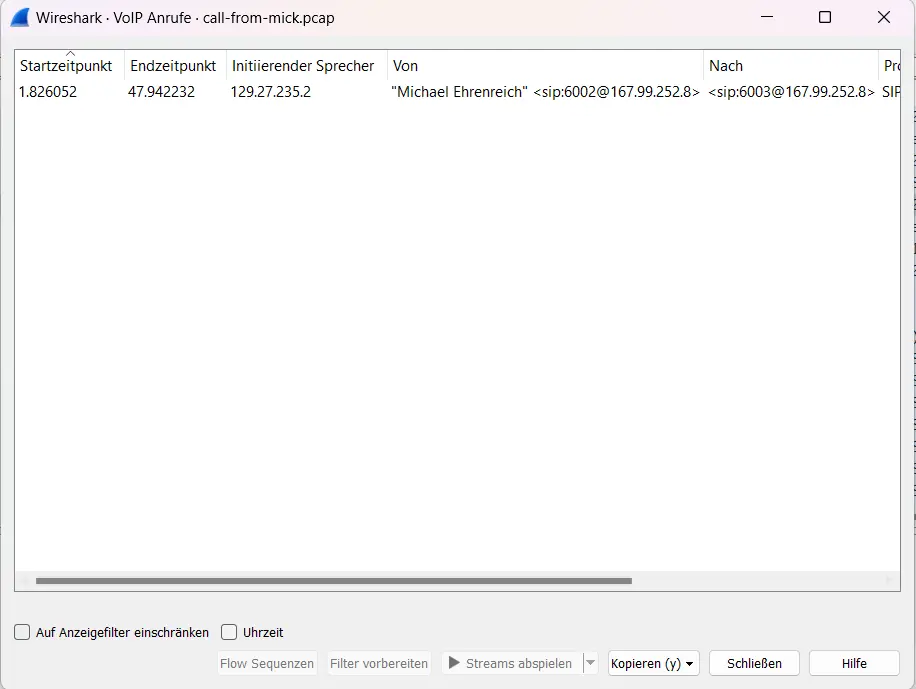 Wireshark · VoIP Anrufe · call-from-mick.pcap
Startzeitpunkt Endzeitpunkt Initiierender Sprecher Von Nach
1.826052 47.942232 129.27.235.2 "Michael Ehrenreich" <sip:6002@167.99.252.8> <sip:6003@167.99.252.8> SIP
Auf Anzeigefilter einschränken Uhrzeit
Flow Sequenzen Filter vorbereiten Streams abspielen Kopieren (y) Schließen Hilfe